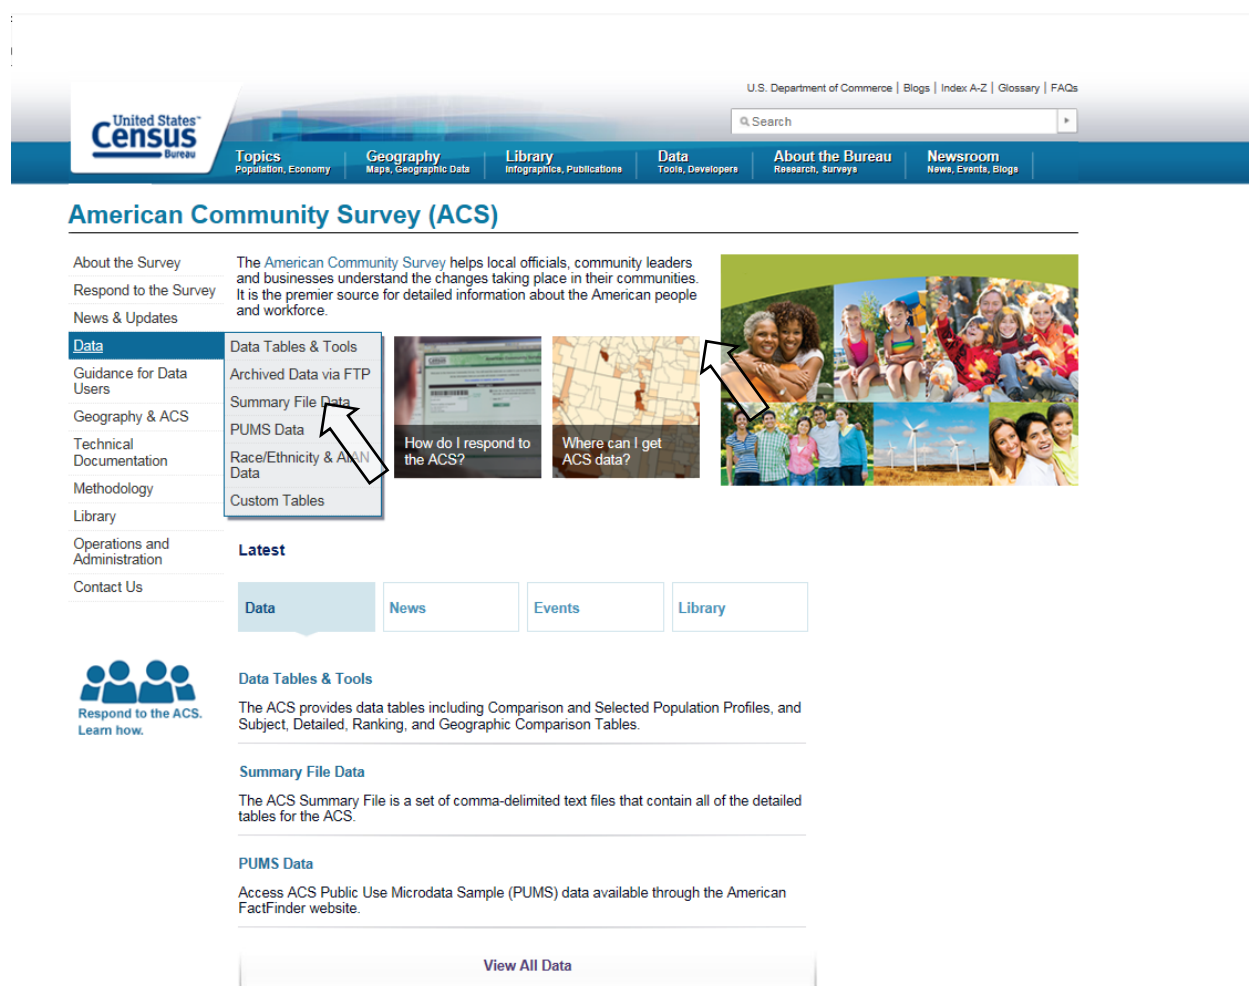 U.S. Department of Commerce | Blogs | Index A-Z | Glossary | FAQs
United States™
Census
Bureau
Search
Topics
Population, Economy
Geography
Maps, Geographic Data
Library
Infographics, Publications
Data
Tools, Developers
About the Bureau
Research, Surveys
Newsroom
News, Events, Blogs
American Community Survey (ACS)
About the Survey
Respond to the Survey
News & Updates
Data
Guidance for Data
Users
Geography & ACS
Technical
Documentation
Methodology
Library
Operations and
Administration
Contact Us
The American Community Survey helps local officials, community leaders
and businesses understand the changes taking place in their communities.
It is the premier source for detailed information about the American people
and workforce.
Data Tables & Tools
Archived Data via FTP
Summary File Data
PUMS Data
Race/Ethnicity & AIAN
Data
Custom Tables
How do I respond to
the ACS?
Where can I get
ACS data?
Latest
Data
News
Events
Library
Respond to the ACS.
Learn how.
Data Tables & Tools
The ACS provides data tables including Comparison and Selected Population Profiles, and
Subject, Detailed, Ranking, and Geographic Comparison Tables.
Summary File Data
The ACS Summary File is a set of comma-delimited text files that contain all of the detailed
tables for the ACS.
PUMS Data
Access ACS Public Use Microdata Sample (PUMS) data available through the American
FactFinder website.
View All Data